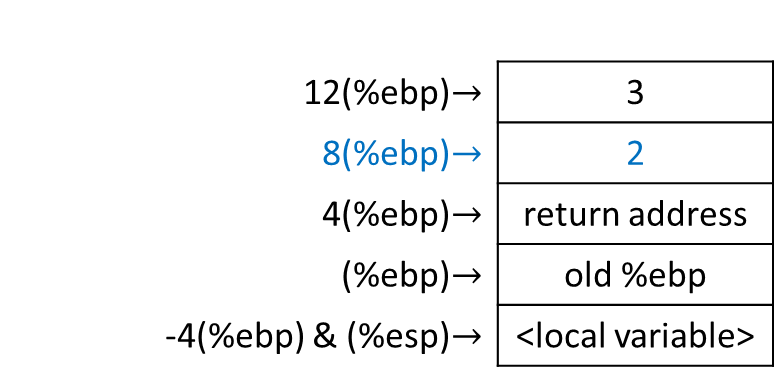 12(%ebp)→ 3
8(%ebp)→ 2
4(%ebp)→ return address
(%ebp)→ old %ebp
-4(%ebp) & (%esp)→ <local variable>